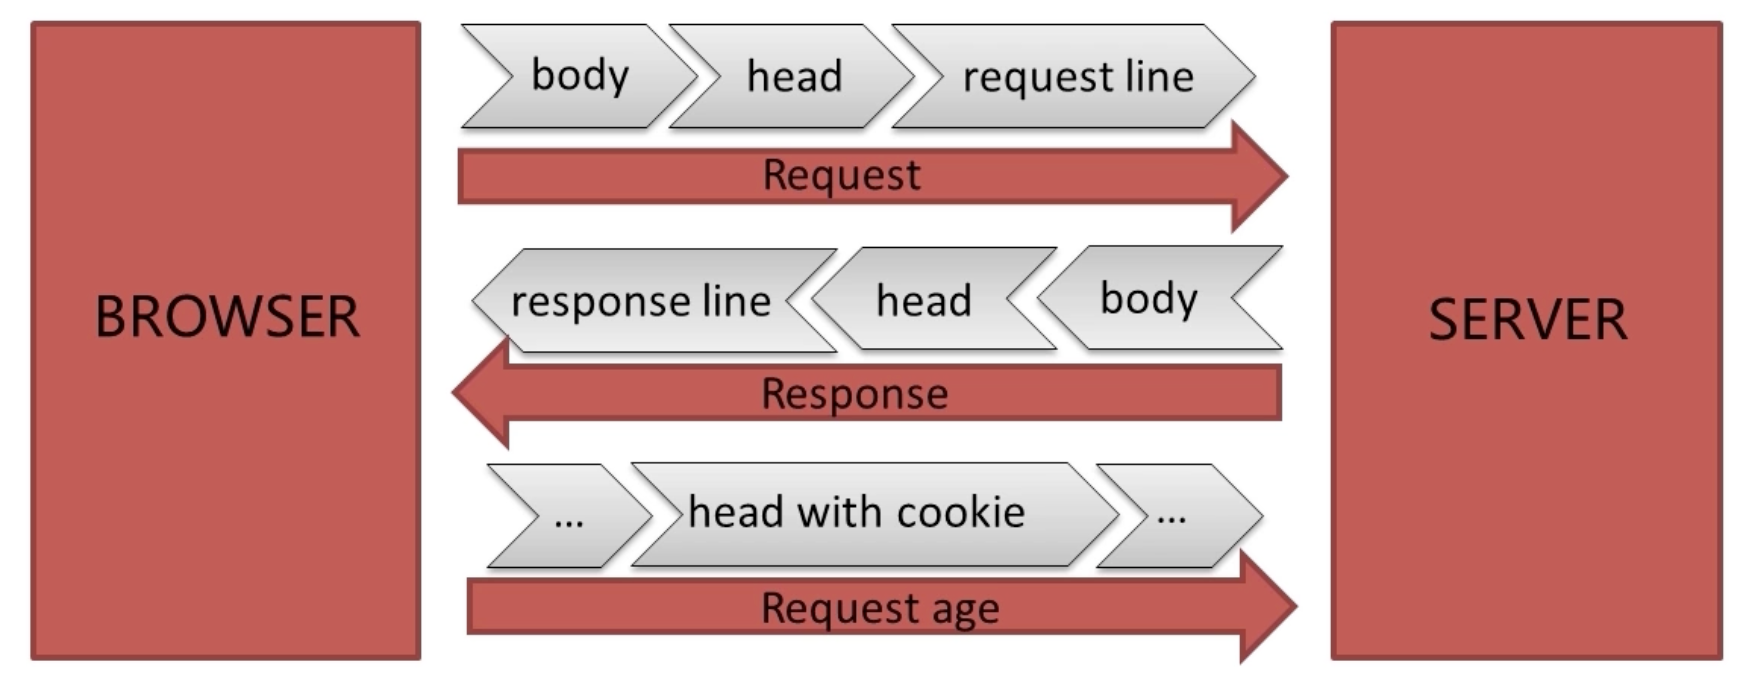 BROWSER
body
head
request line
Request
response line
head
body
Response
...
head with cookie
...
Request age
SERVER